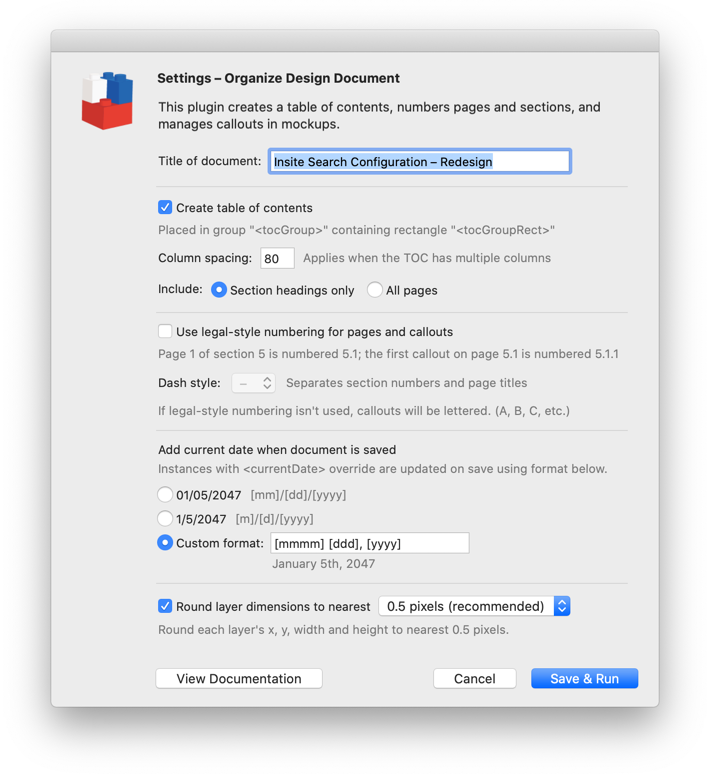 Settings – Organize Design Document
This plugin creates a table of contents, numbers pages and sections, and
manages callouts in mockups.
Title of document: Insite Search Configuration – Redesign
Create table of contents
Placed in group "<tocGroup>" containing rectangle "<tocGroupRect>"
Column spacing: 80 Applies when the TOC has multiple columns
Include: Section headings only All pages
Use legal-style numbering for pages and callouts
Page 1 of section 5 is numbered 5.1; the first callout on page 5.1 is numbered 5.1.1
Dash style: – Separates section numbers and page titles
If legal-style numbering isn't used, callouts will be lettered. (A, B, C, etc.)
Add current date when document is saved
Instances with <currentDate> override are updated on save using format below.
01/05/2047 [mm]/[dd]/[yyyy]
1/5/2047 [m]/[d]/[yyyy]
Custom format: [mmmm] [ddd], [yyyy]
January 5th, 2047
Round layer dimensions to nearest 0.5 pixels (recommended)
Round each layer's x, y, width and height to nearest 0.5 pixels.
View Documentation Cancel Save & Run